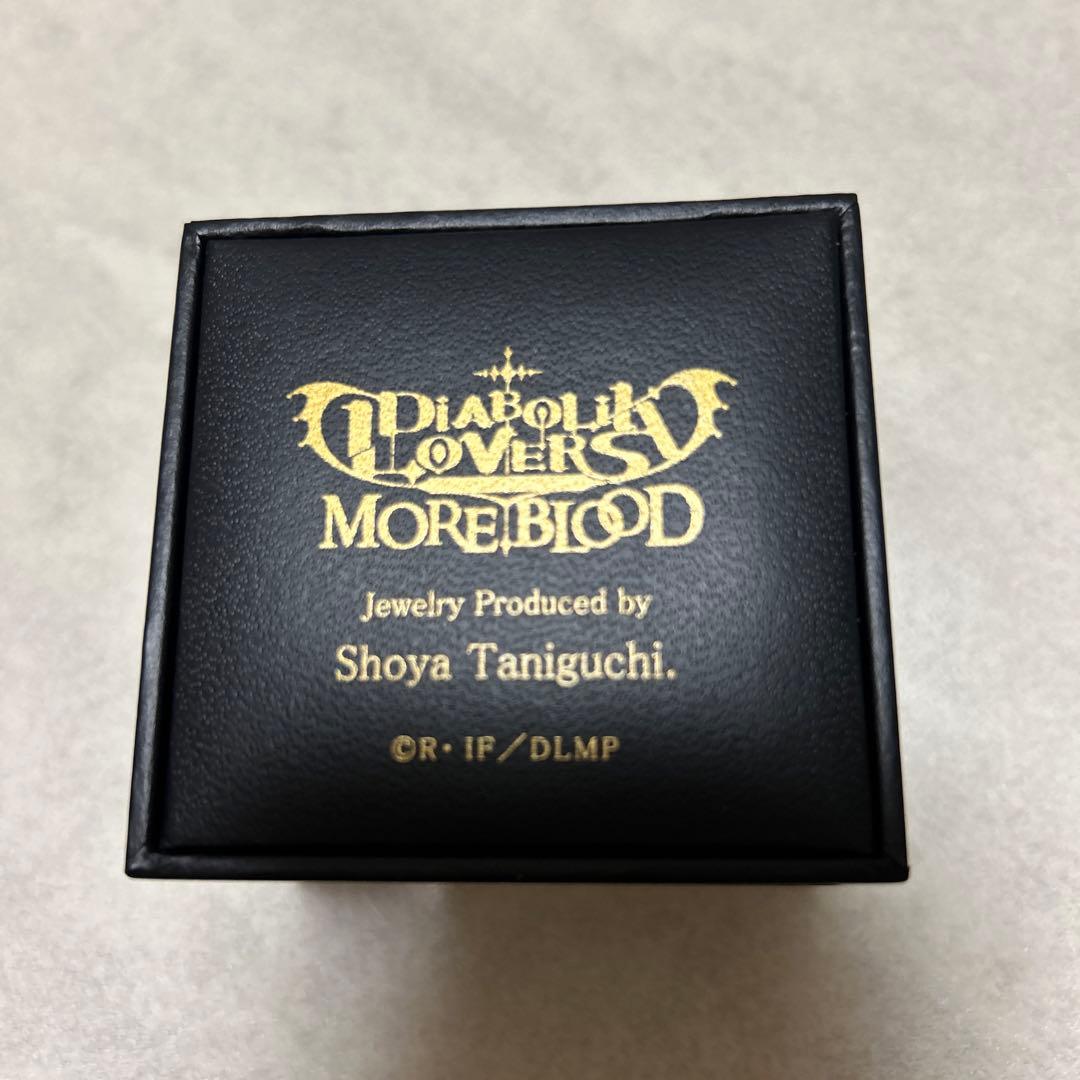 DiABOLiK
LOVERS
MORE BLOOD
Jewelry Produced by
Shoya Taniguchi.
©R・IF／DLMP